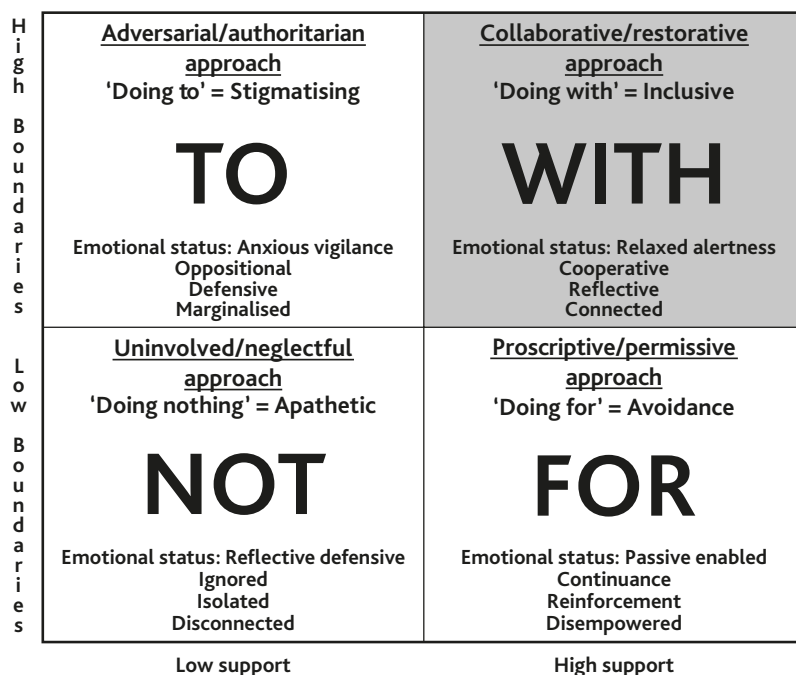 High Boundaries
Adversarial/authoritarian
approach
‘Doing to’ = Stigmatising
TO
Emotional status: Anxious vigilance
Oppositional
Defensive
Marginalised
Collaborative/restorative
approach
‘Doing with’ = Inclusive
WITH
Emotional status: Relaxed alertness
Cooperative
Reflective
Connected
Low Boundaries
Uninvolved/neglectful
approach
‘Doing nothing’ = Apathetic
NOT
Emotional status: Reflective defensive
Ignored
Isolated
Disconnected
Proscriptive/permissive
approach
‘Doing for’ = Avoidance
FOR
Emotional status: Passive enabled
Continuance
Reinforcement
Disempowered
Low support
High support